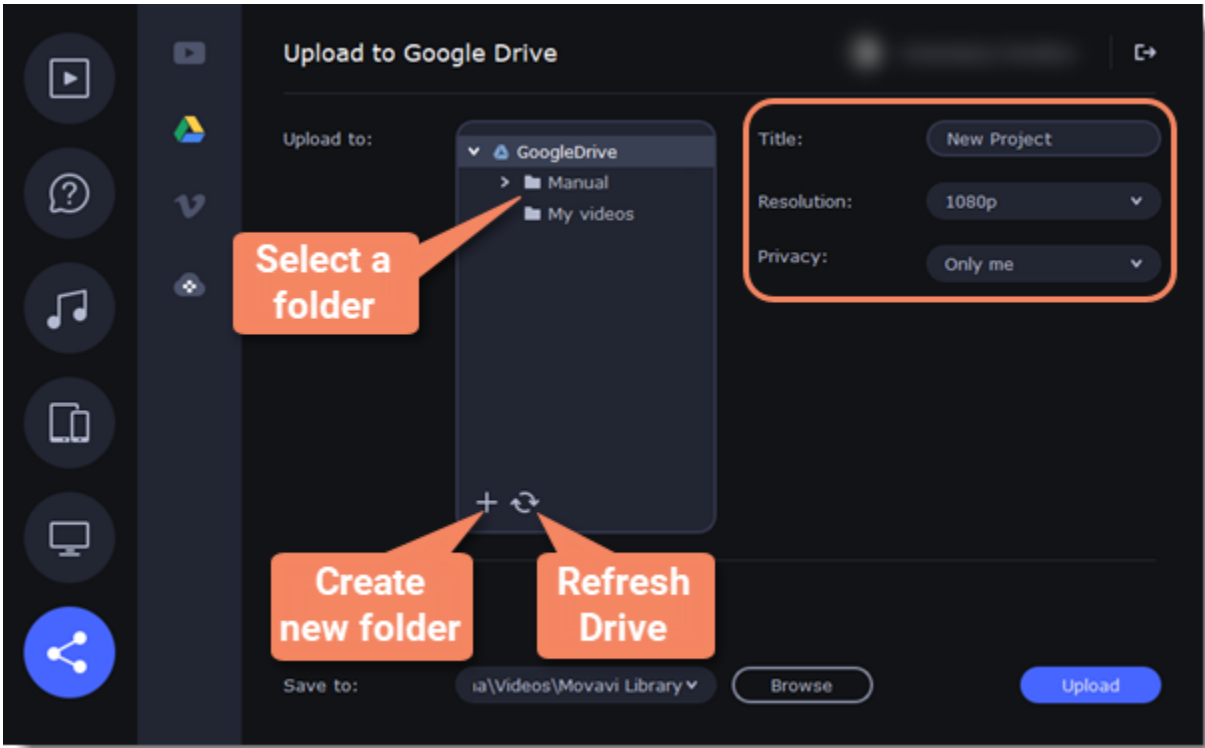 Upload to Google Drive
Upload to:
GoogleDrive
Manual
My videos
Select a
folder
Create
new folder
Refresh
Drive
Title:
New Project
Resolution:
1080p
Privacy:
Only me
Save to:
a\Videos\Movavi Library
Browse
Upload